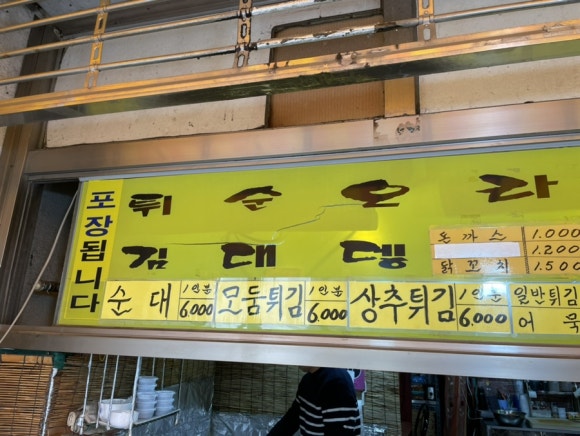 포장됩니다
튀 순 오 라
김 대 뎅
돈까스 1.000
1.200
닭꼬치 1.500
순대 1인분 6.000
모둠튀김 1인분 6.000
상추튀김 1인분 6.000
일반튀김
어묵